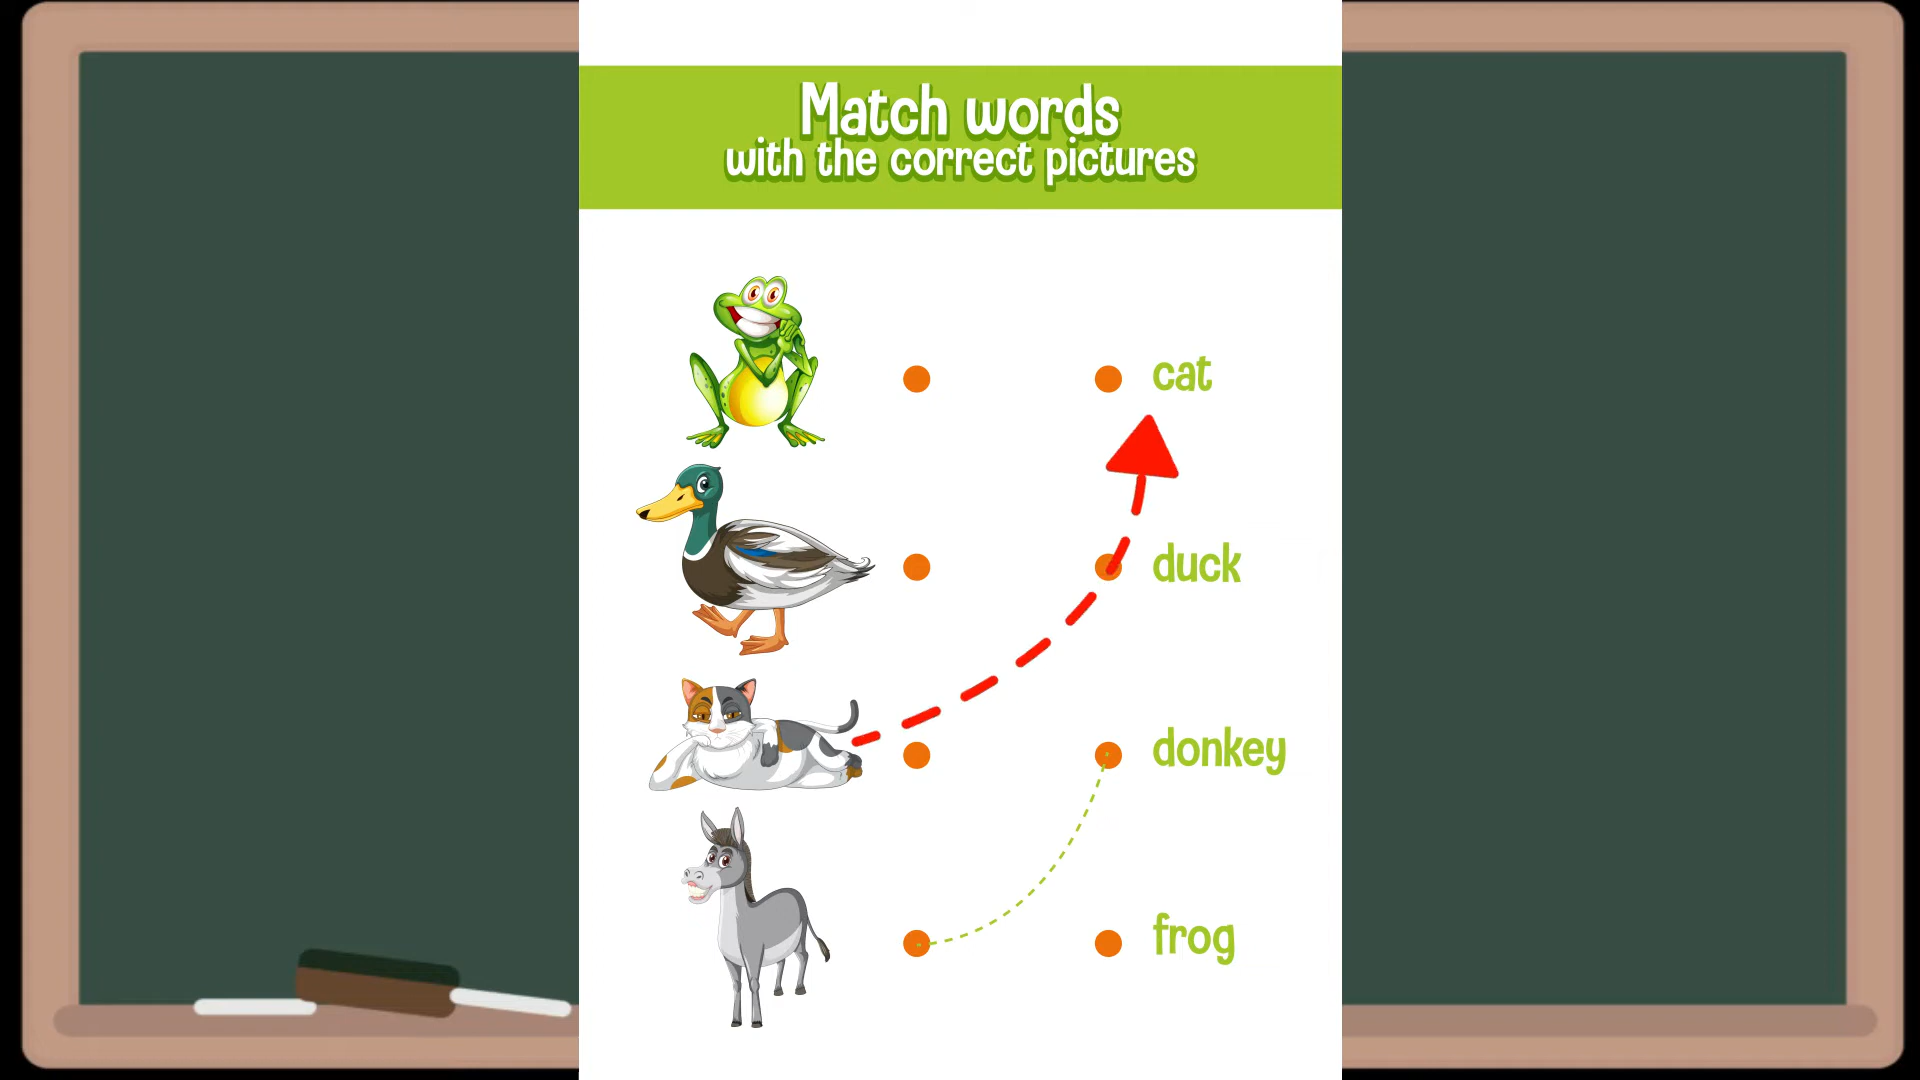 Match words
with the correct pictures
cat
duck
donkey
frog